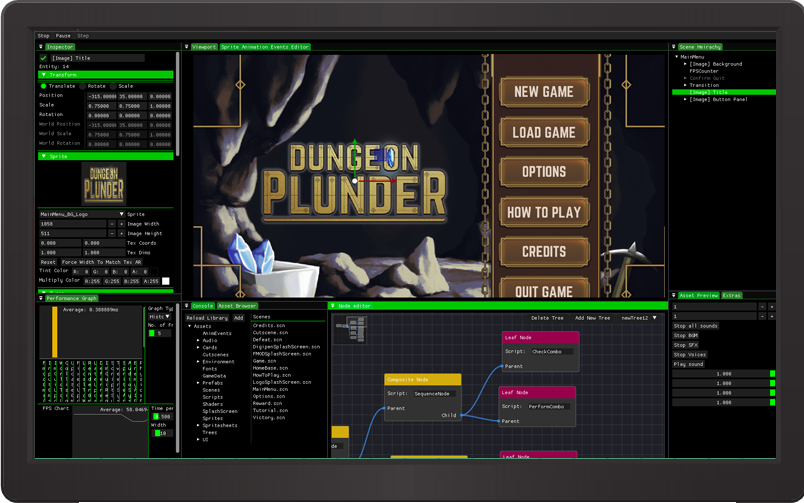 Stop Pause Step
Inspector
[Image] Title
Entity: 14
Transform
Translate Rotate Scale
Position -315.00000 35.00000 0.00000
Scale 0.75000 0.75000 1.00000
Rotation 0.00000 0.00000 0.00000
World Position -315.00000 35.00000 0.00000
World Scale 0.75000 0.75000 1.00000
World Rotation 0.00000 0.00000 0.00000
Sprite
DUNGEON
PLUNDER
MainMenu_BG_Logo Sprite
1058 - + Image Width
511 - + Image Height
0.000 0.000 Tex Coords
1.000 1.000 Tex Dims
Reset Force Width To Match Tex AR
Tint Color R: 0 G: 0 B: 0 A: 0
Multiply Color R:255 G:255 B:255 A:255
Performance Graph
Average: 0.380809ms
Graph Ty
Histo
No. of Fr
5
FPS Chart
Average: 58.0469
Time per
0.500
Width
10
Viewport Sprite Animation Events Editor
DUNGEON
PLUNDER
NEW GAME
LOAD GAME
OPTIONS
HOW TO PLAY
CREDITS
QUIT GAME
Console Asset Browser
Reload Library Add
Assets
AnimEvents
Audio
Cards
Cutscenes
Environment
Fonts
GameData
Prefabs
Scenes
Scripts
Shaders
SplashScreen
Sprites
Spritesheets
Trees
UI
Scenes
Credits.scn
Cutscene.scn
Defeat.scn
DigipenSplashScreen.scn
FMODSplashScreen.scn
Game.scn
HomeBase.scn
HowToPlay.scn
LogoSplashScreen.scn
MainMenu.scn
Options.scn
Reward.scn
Tutorial.scn
Victory.scn
Node editor
Delete Tree Add New Tree newTree12
Leaf Node
Script: CheckCombo
Parent
Composite Node
Script: SequenceNode
Parent
Child
Leaf Node
Script: PerformCombo
Parent
Leaf Node
Scene Heirachy
MainMenu
[Image] Background
FPSCounter
Confirm Quit
Transition
[Image] Title
[Image] Button Panel
Asset Preview Extras
1 - +
1 - +
Stop all sounds
Stop BGM
Stop SFX
Stop Voices
Play sound
1.000
1.000
1.000
1.000